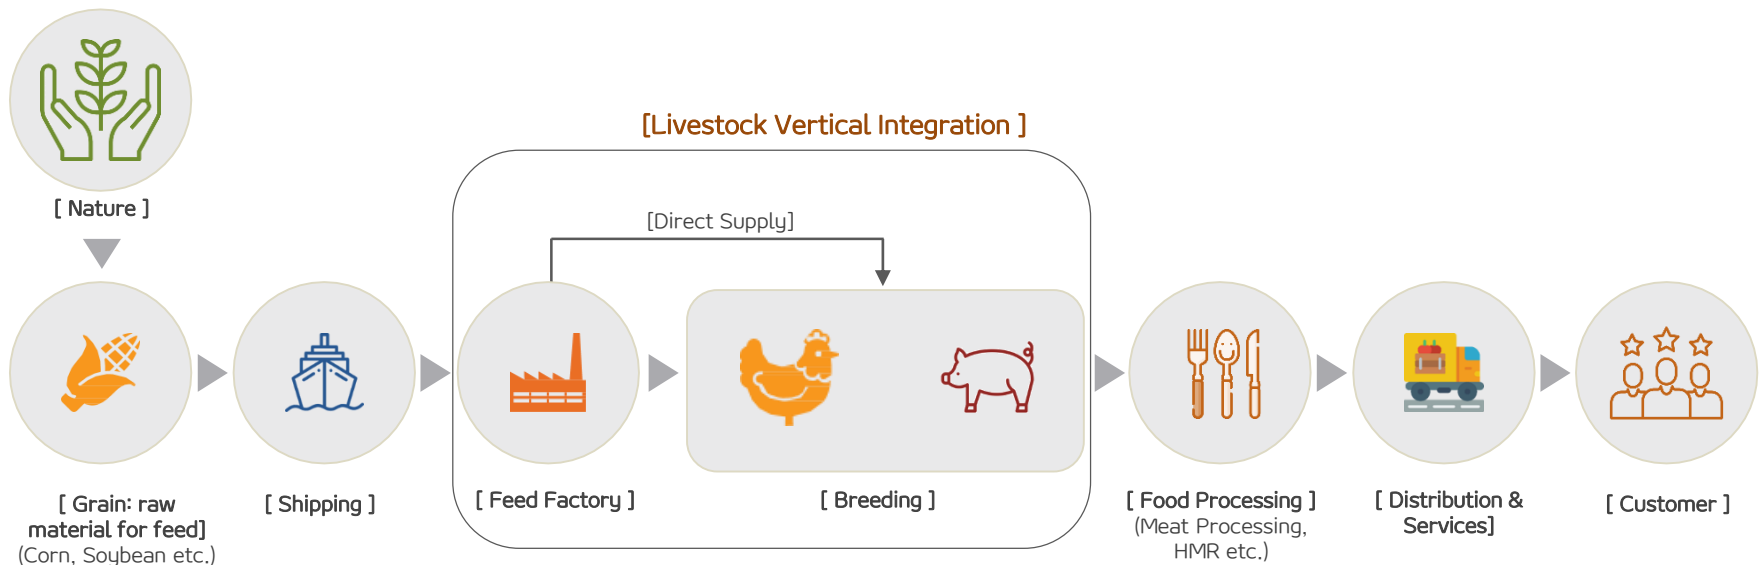 [ Nature ]
[Livestock Vertical Integration ]
[Direct Supply]
[ Grain: raw
material for feed]
(Corn, Soybean etc.)
[ Shipping ]
[ Feed Factory ]
[ Breeding ]
[ Food Processing ]
(Meat Processing,
HMR etc.)
[ Distribution &
Services]
[ Customer ]